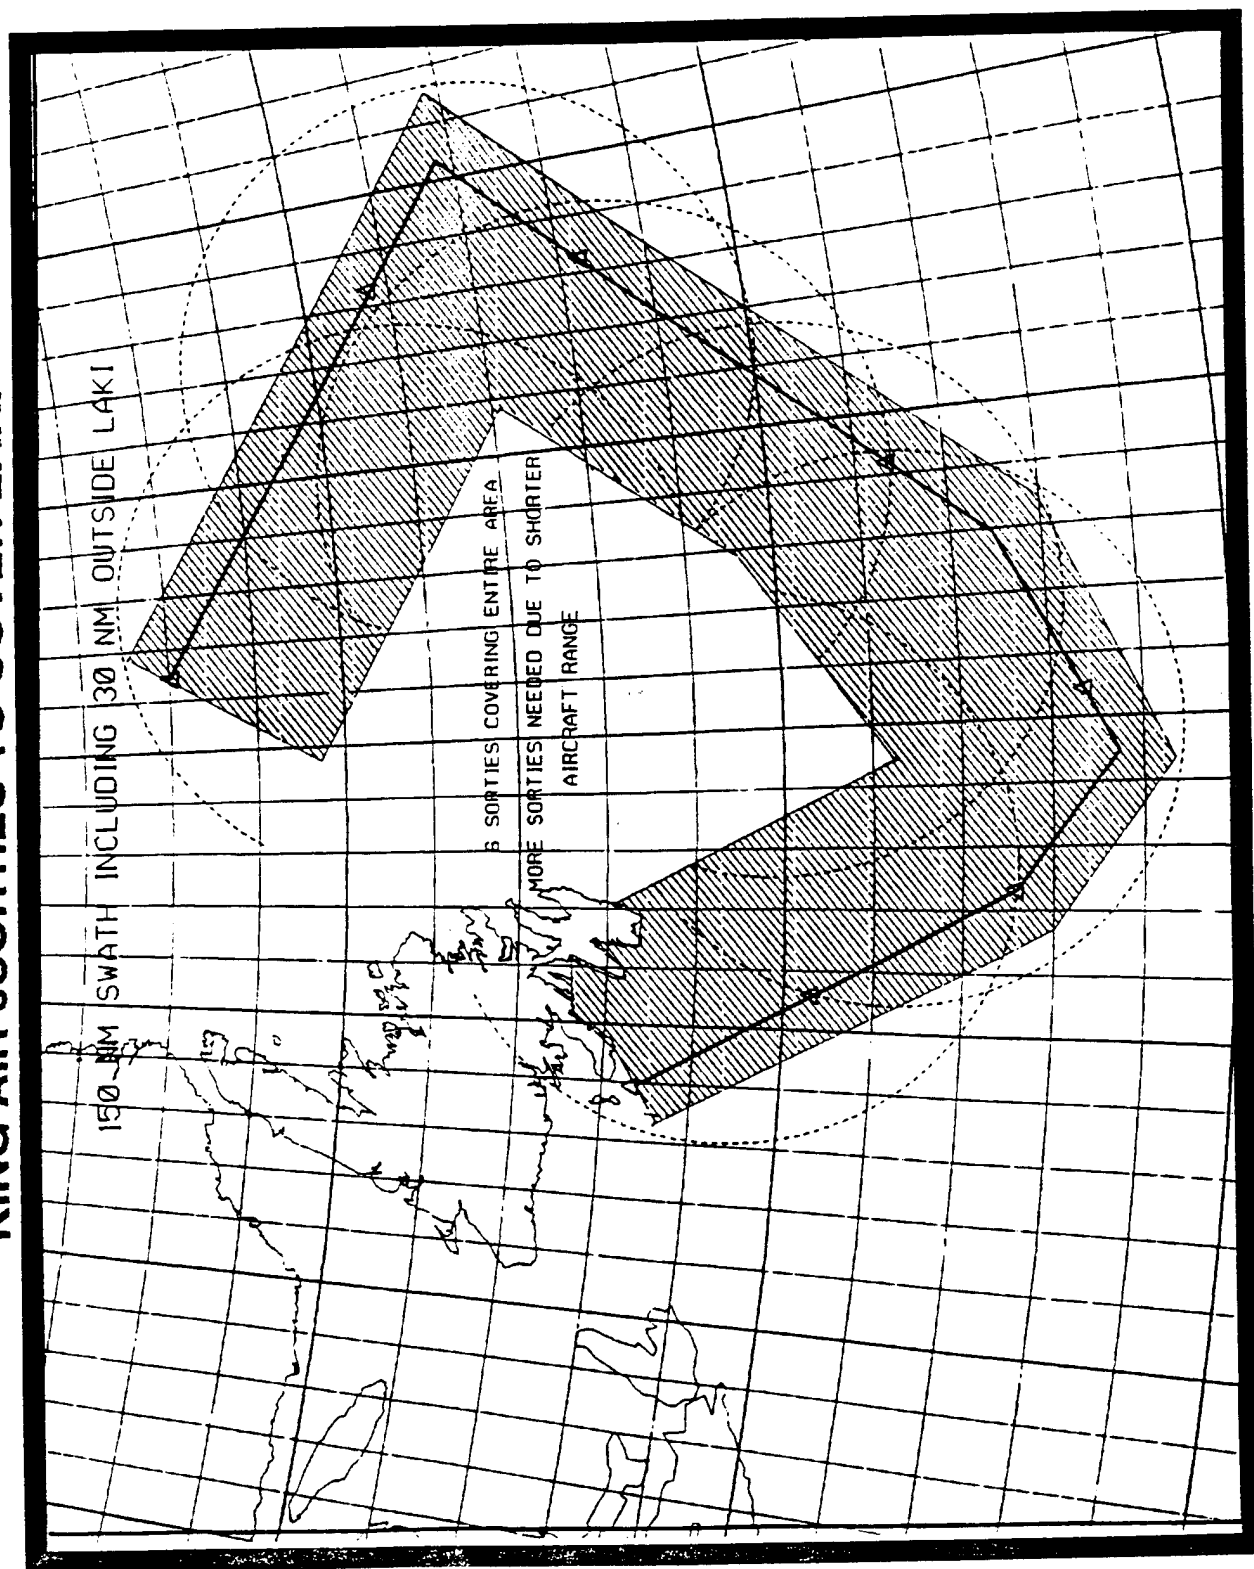 150 NM SWATH INCLUDING 30 NM OUTSIDE LAKI
6 SORTIES COVERING ENTIRE AREA
MORE SORTIES NEEDED DUE TO SHORTER
AIRCRAFT RANGE